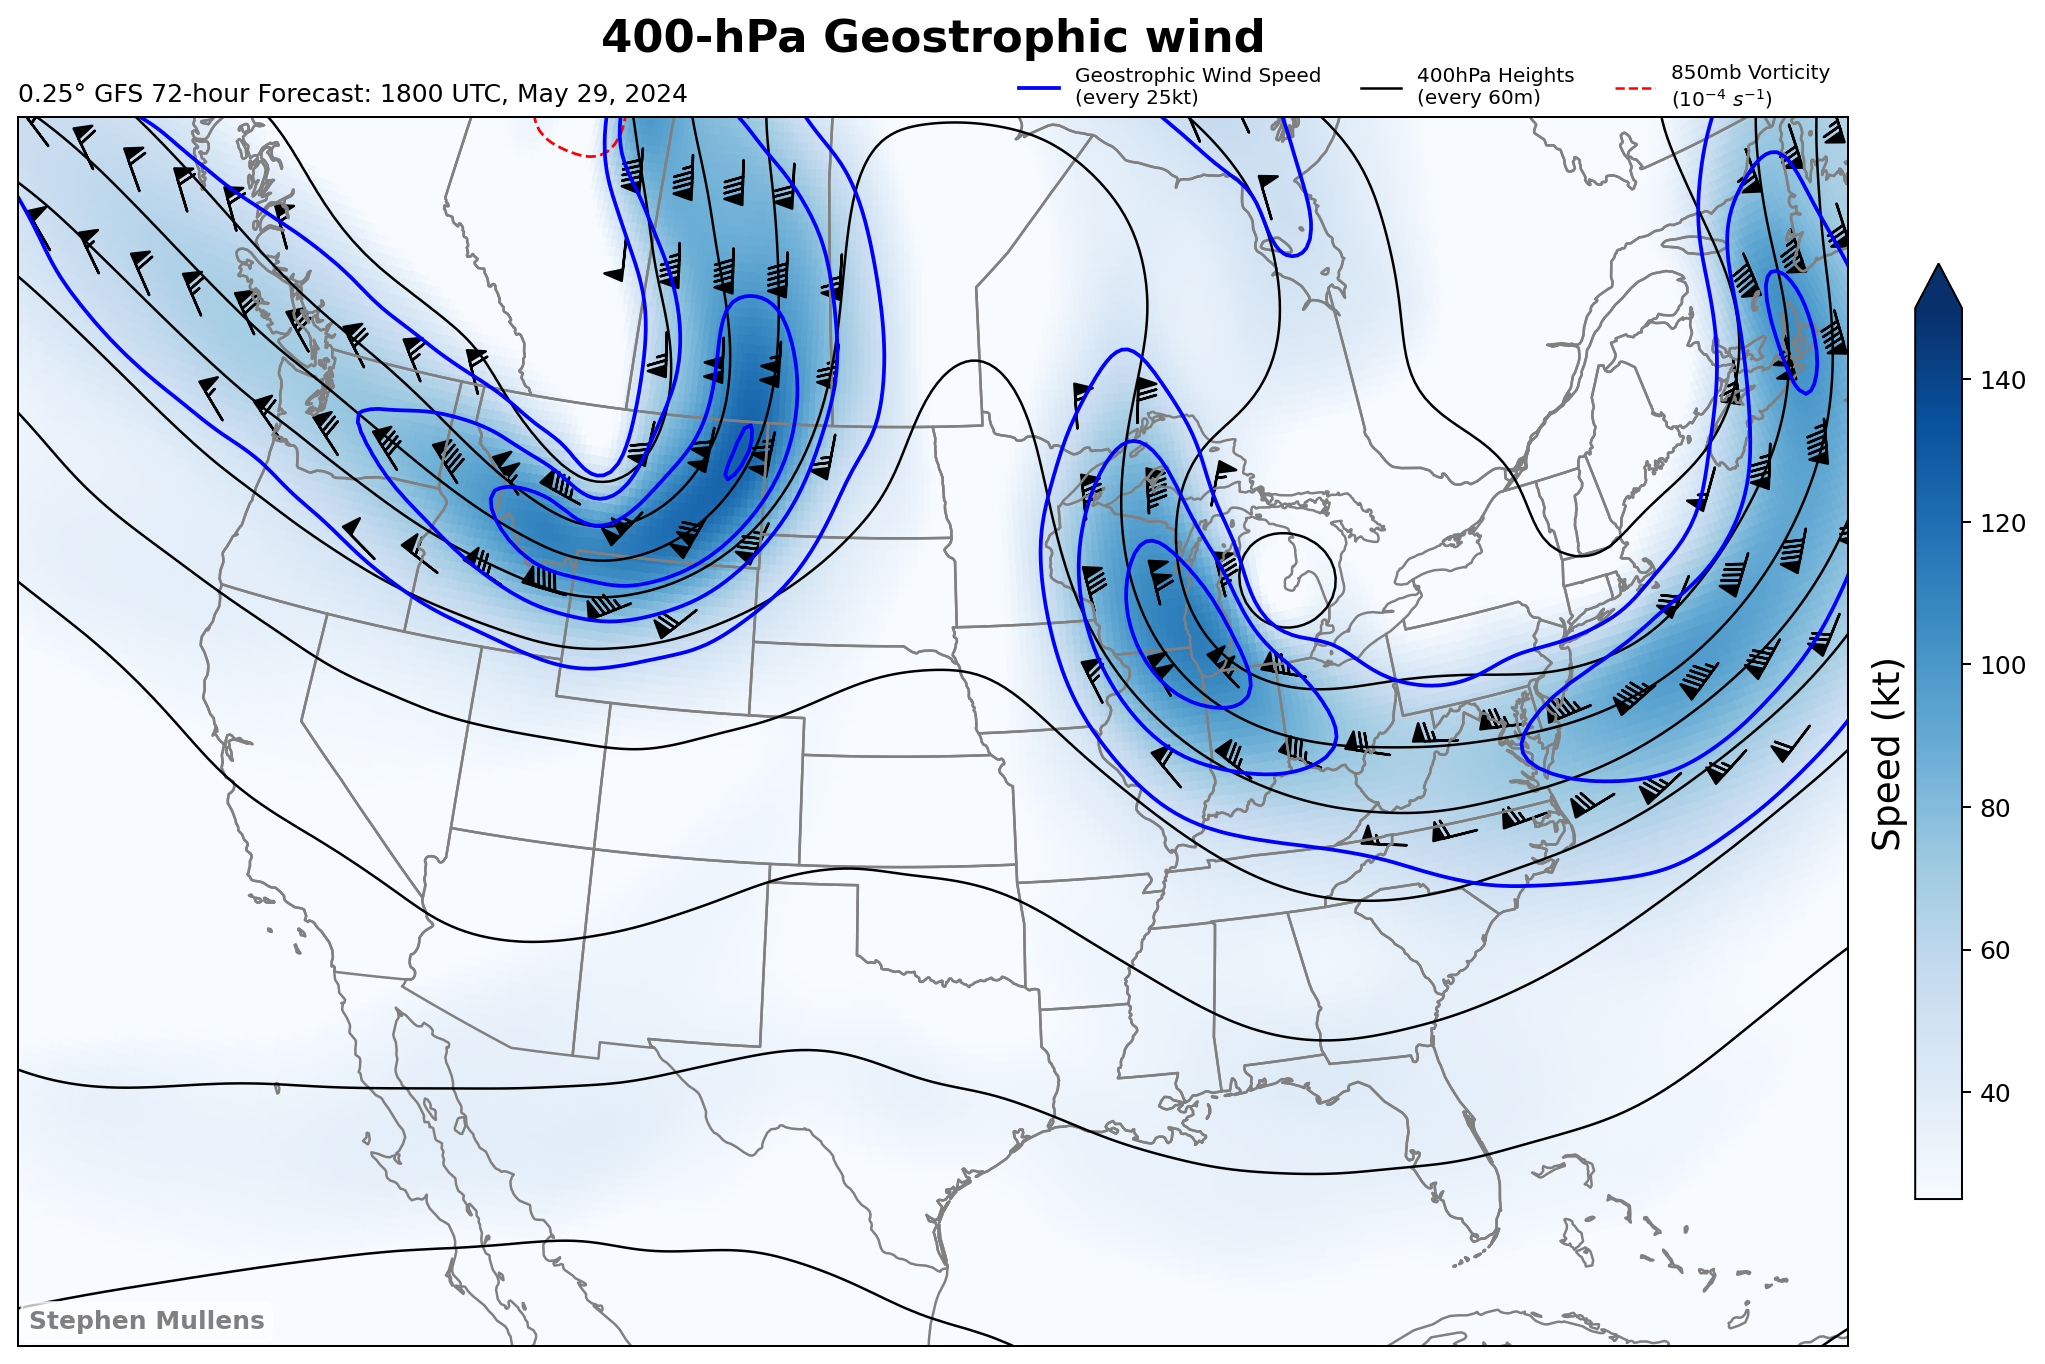 400-hPa Geostrophic wind
0.25° GFS 72-hour Forecast: 1800 UTC, May 29, 2024
Geostrophic Wind Speed
(every 25kt)
400hPa Heights
(every 60m)
850mb Vorticity
(10⁻⁴ s⁻¹)
140
120
100
80
60
40
Speed (kt)
Stephen Mullens